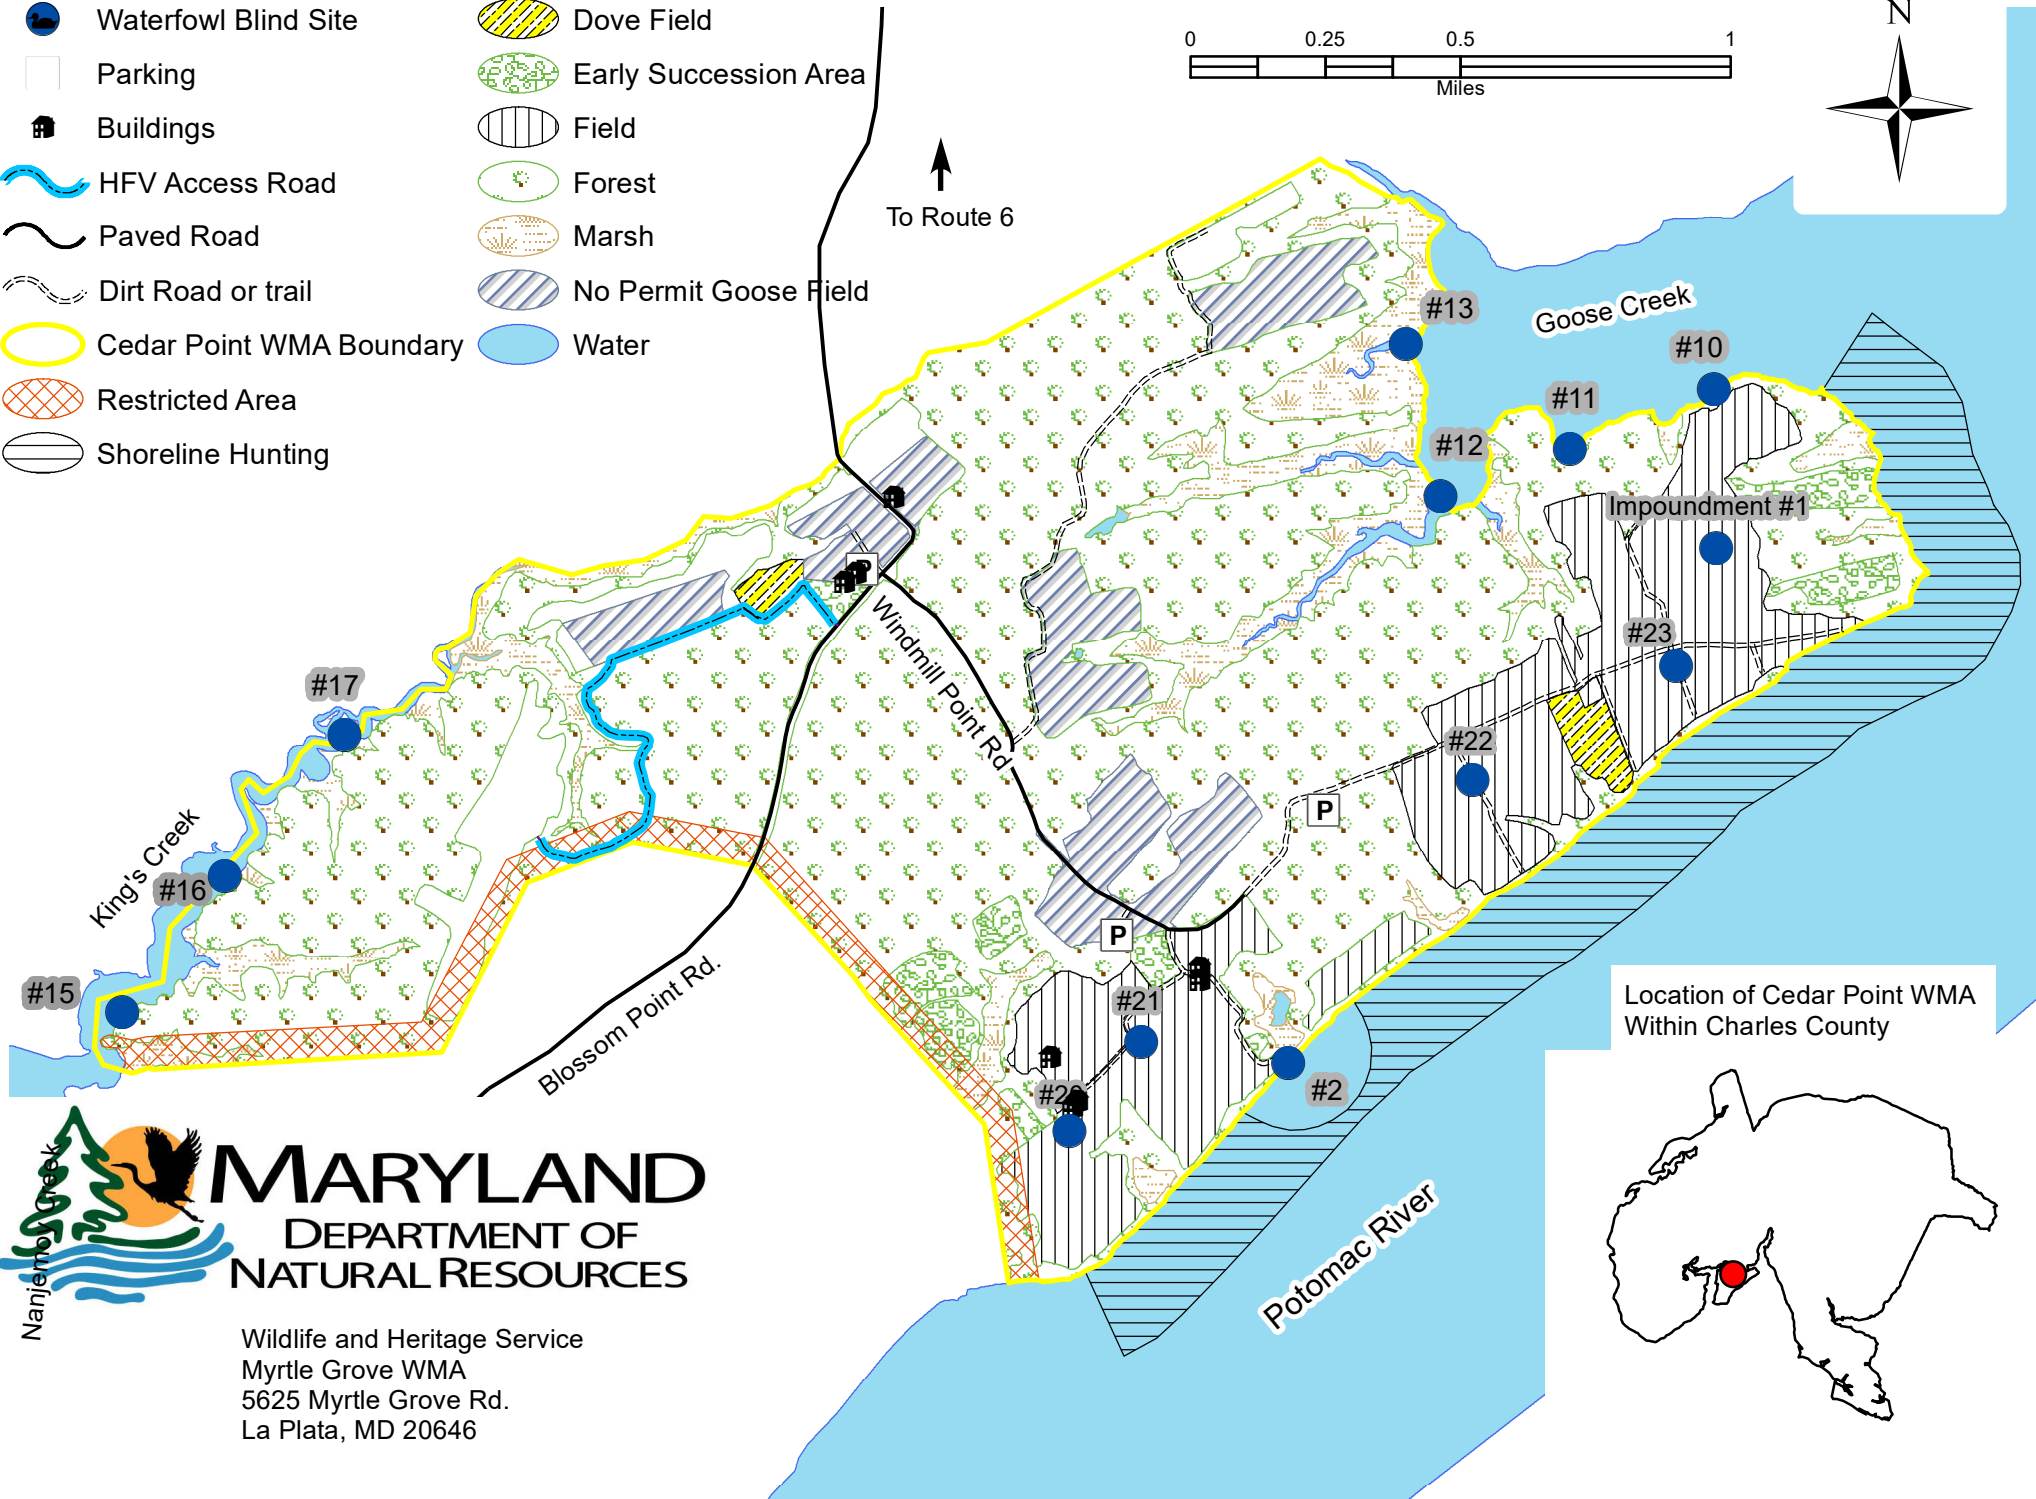 Waterfowl Blind Site
Parking
Buildings
HFV Access Road
Paved Road
Dirt Road or trail
Cedar Point WMA Boundary
Restricted Area
Shoreline Hunting
Dove Field
Early Succession Area
Field
Forest
Marsh
No Permit Goose Field
Water
0 0.25 0.5 1
Miles
N
To Route 6
Goose Creek
#13
#10
#11
#12
Impoundment #1
#23
#22
P
Windmill Point Rd
P
P
#17
King's Creek
#16
#15
Blossom Point Rd.
#21
#2
Potomac River
Nanjemoy Creek
MARYLAND
DEPARTMENT OF
NATURAL RESOURCES
Wildlife and Heritage Service
Myrtle Grove WMA
5625 Myrtle Grove Rd.
La Plata, MD 20646
Location of Cedar Point WMA
Within Charles County